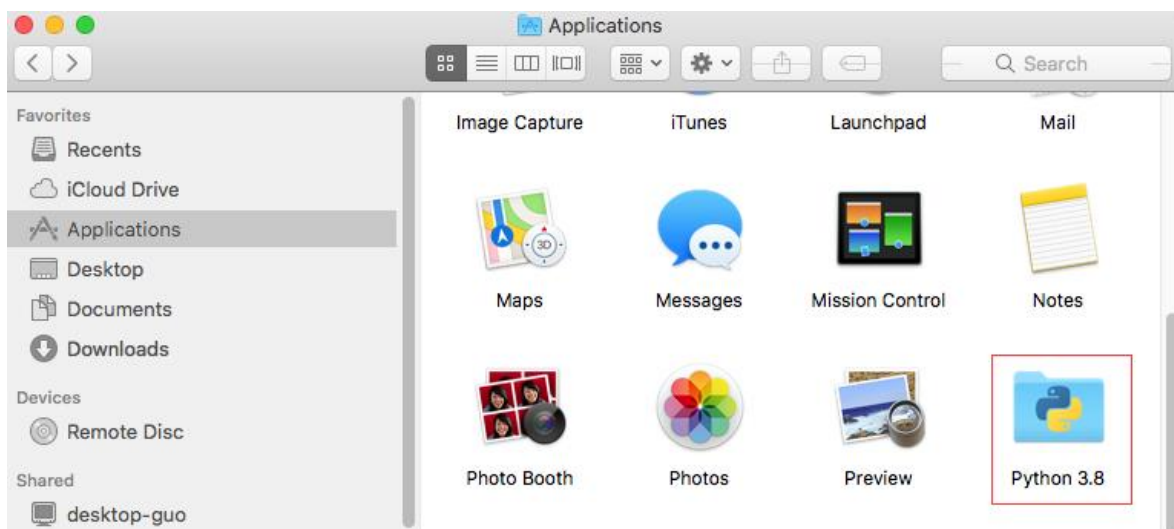 Applications
Search
Favorites
Recents
iCloud Drive
Applications
Desktop
Documents
Downloads
Devices
Remote Disc
Shared
desktop-guo
Image Capture
iTunes
Launchpad
Mail
3D
Maps
Messages
Mission Control
Notes
Photo Booth
Photos
Preview
Python 3.8